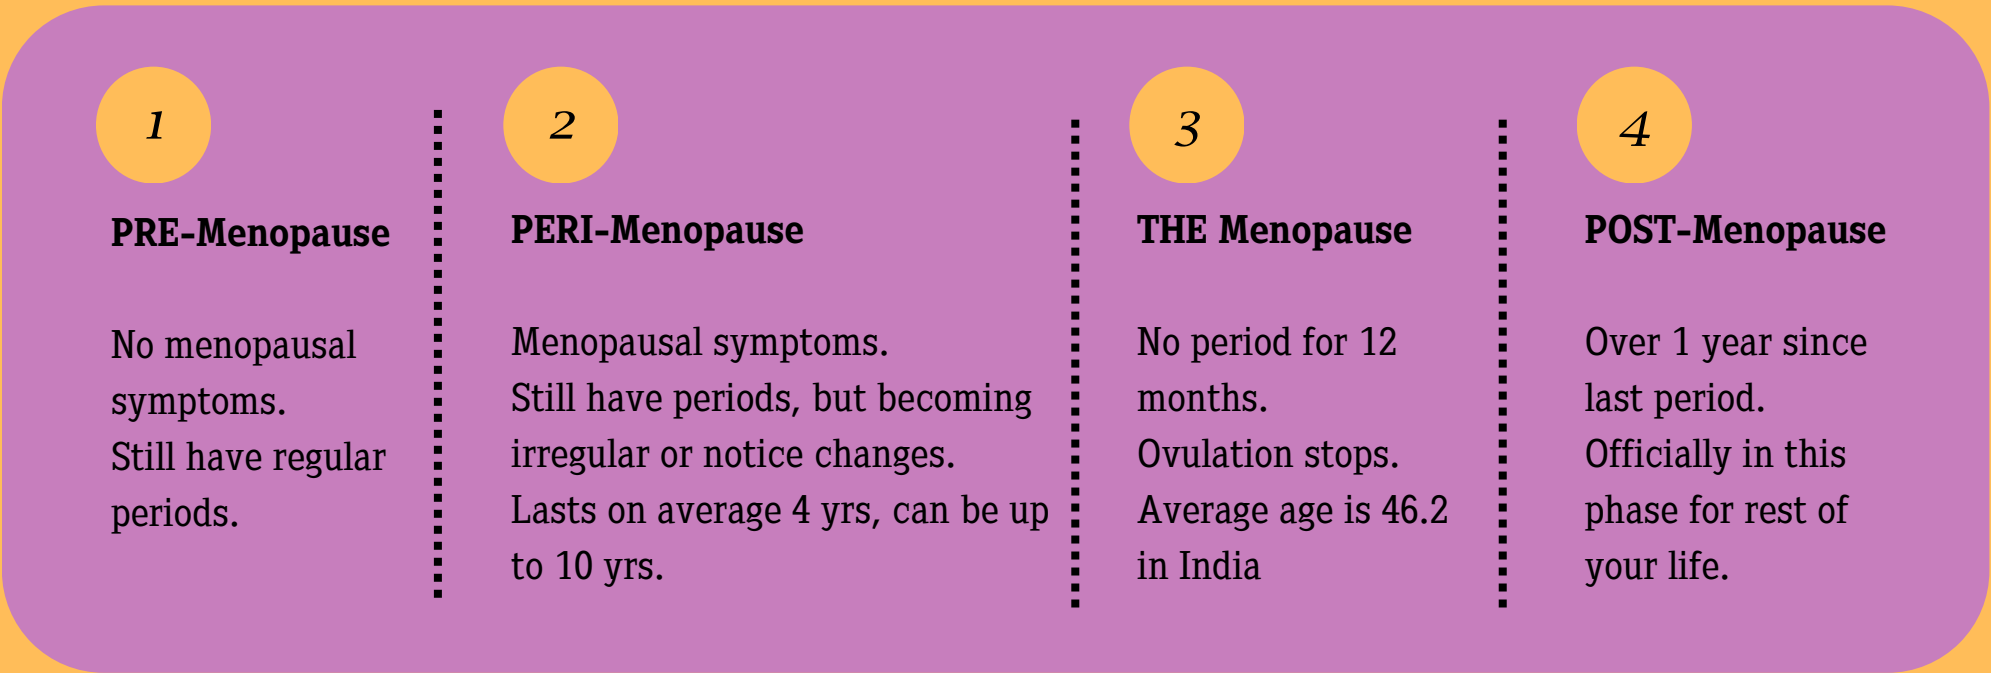 1
PRE-Menopause
No menopausal
symptoms.
Still have regular
periods.
2
PERI-Menopause
Menopausal symptoms.
Still have periods, but becoming
irregular or notice changes.
Lasts on average 4 yrs, can be up
to 10 yrs.
3
THE Menopause
No period for 12
months.
Ovulation stops.
Average age is 46.2
in India
4
POST-Menopause
Over 1 year since
last period.
Officially in this
phase for rest of
your life.